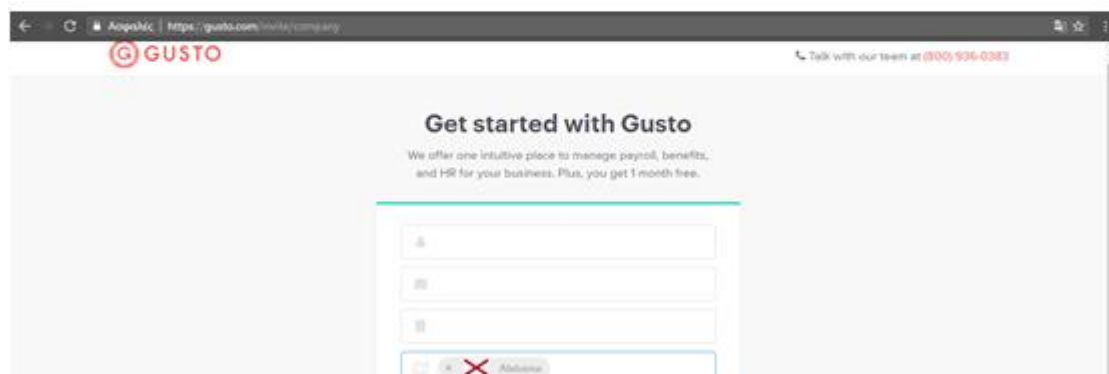 Ασφαλές | https://gusto.com/invite/company
GUSTO
Talk with our team at (800) 936-0383
Get started with Gusto
We offer one intuitive place to manage payroll, benefits,
and HR for your business. Plus, you get 1 month free.
× Alabama